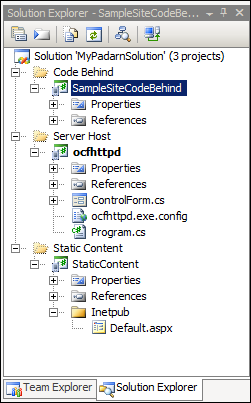 Solution Explorer - SampleSiteCodeBe...
Solution 'MyPadarnSolution' (3 projects)
Code Behind
SampleSiteCodeBehind
Properties
References
Server Host
ocfhttpd
Properties
References
ControlForm.cs
ocfhttpd.exe.config
Program.cs
Static Content
StaticContent
Properties
References
Inetpub
Default.aspx
Team Explorer Solution Explorer